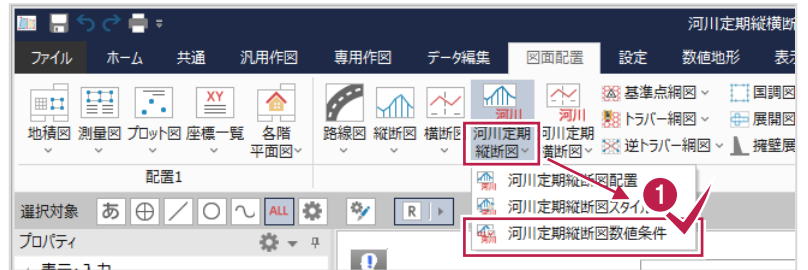 河川定期縦横断
ファイル ホーム 共通 汎用作図 専用作図 データ編集 図面配置 設定 数値地形 表示
XY 河川 河川 基準点網図 国調図
トラバー網図 展開図
地積図 測量図 プロット図 座標一覧 各階平面図 路線図 縦断図 横断図 河川定期縦断図 河川定期横断図 逆トラバー網図 擁壁展
配置1
河川定期縦断図配置
1
選択対象 あ ALL R 河川定期縦断図スタイル
プロパティ 河川定期縦断図数値条件
表示・入力